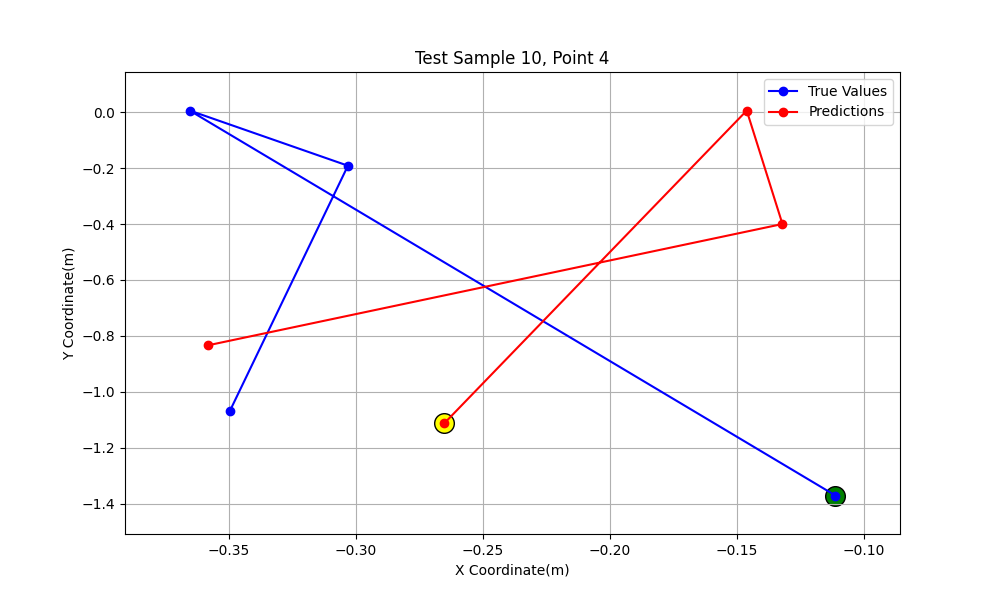 Test Sample 10, Point 4
True Values
Predictions
0.0
−0.2
−0.4
−0.6
−0.8
−1.0
−1.2
−1.4
Y Coordinate(m)
−0.35
−0.30
−0.25
−0.20
−0.15
−0.10
X Coordinate(m)